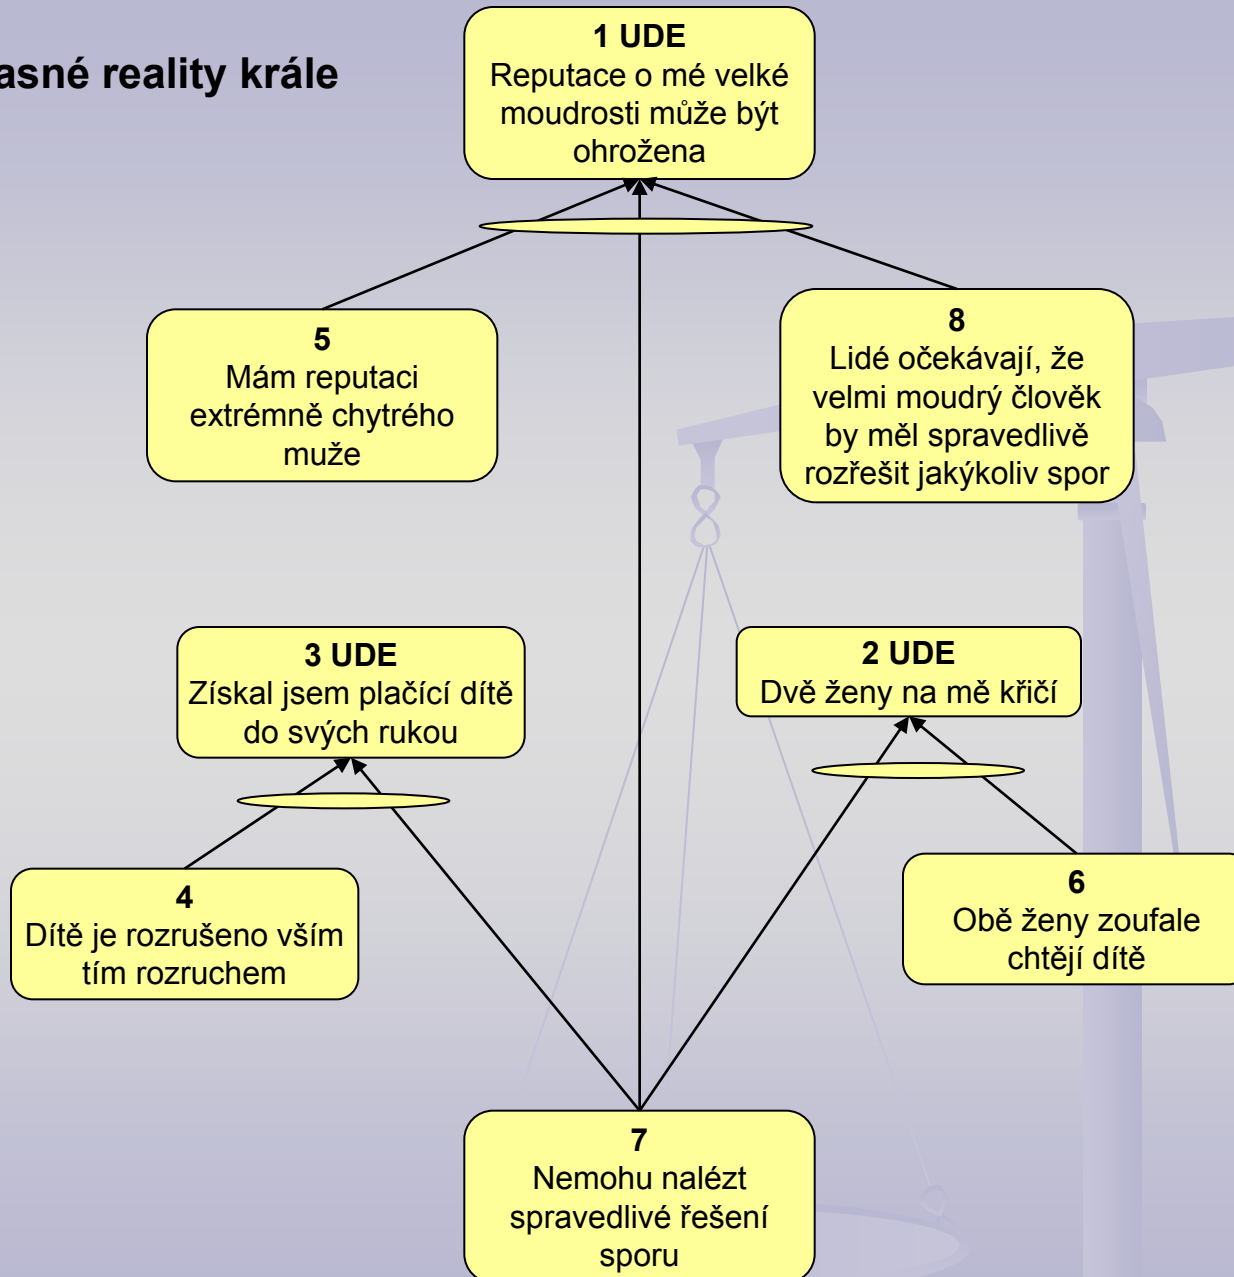 asné reality krále
1 UDE
Reputace o mé velké
moudrosti může být
ohrožena
5
Mám reputaci
extrémně chytrého
muže
8
Lidé očekávají, že
velmi moudrý člověk
by měl spravedlivě
rozřešit jakýkoliv spor
3 UDE
Získal jsem plačící dítě
do svých rukou
2 UDE
Dvě ženy na mě křičí
4
Dítě je rozrušeno vším
tím rozruchem
6
Obě ženy zoufale
chtějí dítě
7
Nemohu nalézt
spravedlivé řešení
sporu